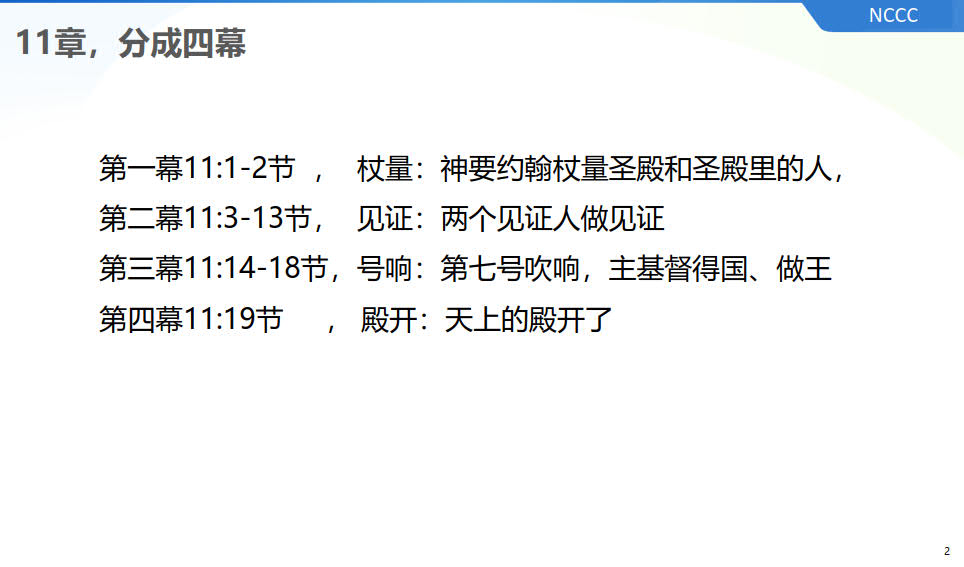 NCCC
11章，分成四幕
第一幕11:1-2节 ， 杖量：神要约翰杖量圣殿和圣殿里的人，
第二幕11:3-13节， 见证：两个见证人做见证
第三幕11:14-18节，号响：第七号吹响，主基督得国、做王
第四幕11:19节 ， 殿开：天上的殿开了
2